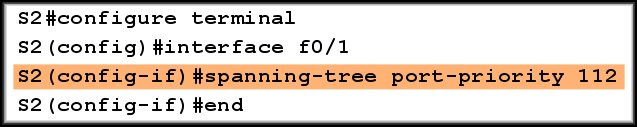 S2#configure terminal
S2(config)#interface f0/1
S2(config-if)#spanning-tree port-priority 112
S2(config-if)#end